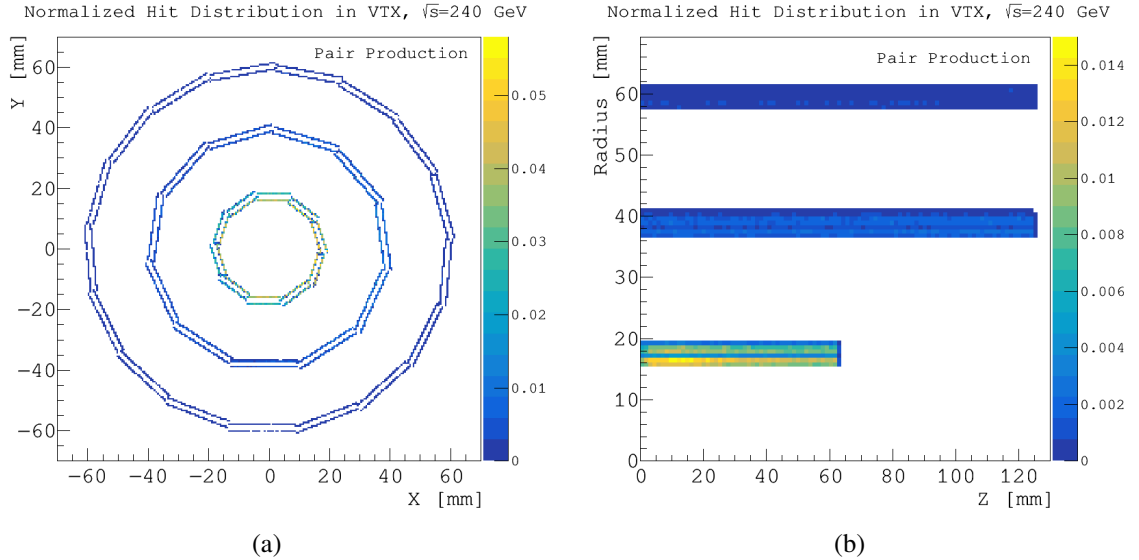 Normalized Hit Distribution in VTX, √s=240 GeV
Y [mm]
Pair Production
60
40
20
0
−20
−40
−60
−60 −40 −20 0 20 40 60
X [mm]
0.05
0.04
0.03
0.02
0.01
0
(a)
Normalized Hit Distribution in VTX, √s=240 GeV
Radius [mm]
Pair Production
60
50
40
30
20
10
0
0 20 40 60 80 100 120
Z [mm]
0.014
0.012
0.01
0.008
0.006
0.004
0.002
0
(b)